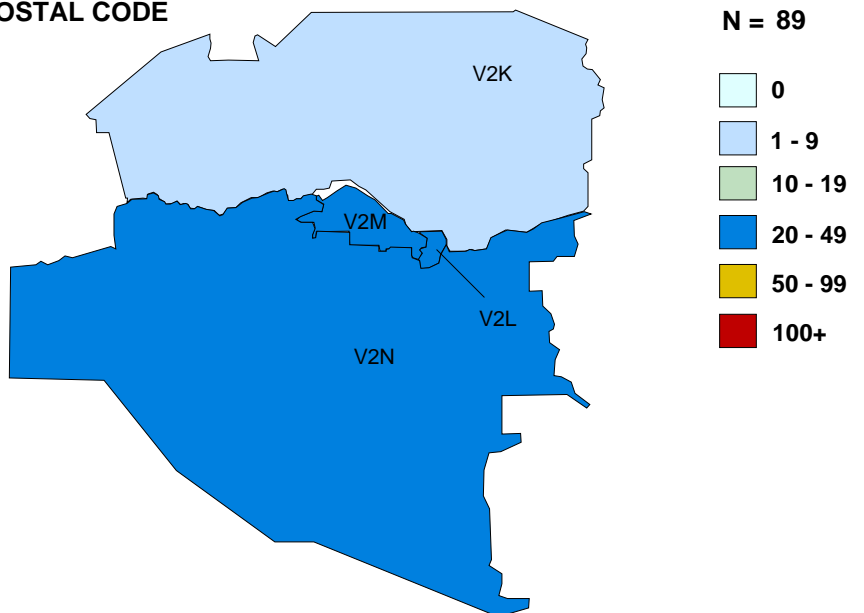 OSTAL CODE
N = 89
V2K
0
1 - 9
10 - 19
V2M
20 - 49
50 - 99
V2L
100+
V2N